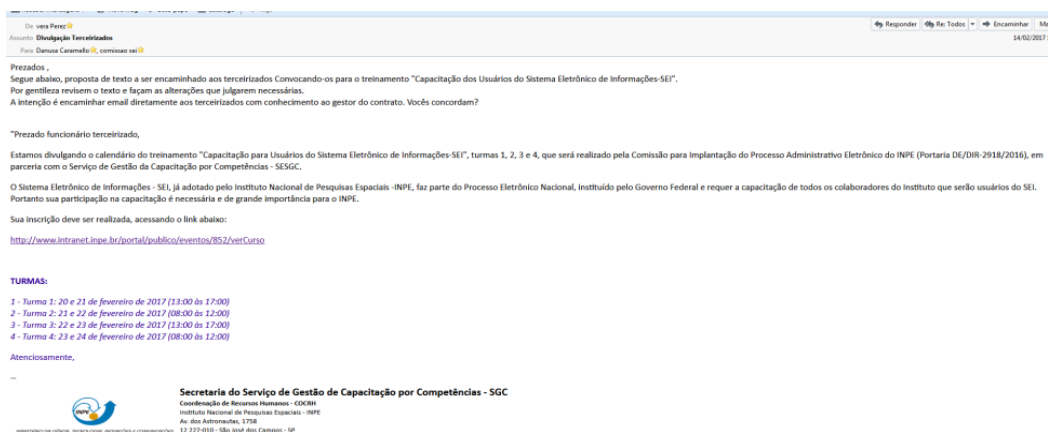 Responder Re: Todos Encaminhar
De vera Perez
Assunto Divulgação Terceirizados
14/02/2017
Para Danusa Caramello, comissao sei
Prezados ,
Segue abaixo, proposta de texto a ser encaminhado aos terceirizados Convocando-os para o treinamento "Capacitação dos Usuários do Sistema Eletrônico de Informações-SEI".
Por gentileza revisem o texto e façam as alterações que julgarem necessárias.
A intenção é encaminhar email diretamente aos terceirizados com conhecimento ao gestor do contrato. Vocês concordam?
"Prezado funcionário terceirizado,
Estamos divulgando o calendário do treinamento "Capacitação para Usuários do Sistema Eletrônico de Informações-SEI", turmas 1, 2, 3 e 4, que será realizado pela Comissão para Implantação do Processo Administrativo Eletrônico do INPE (Portaria DE/DIR-2918/2016), em
parceria com o Serviço de Gestão da Capacitação por Competências - SESGC.
O Sistema Eletrônico de Informações - SEI, já adotado pelo Instituto Nacional de Pesquisas Espaciais -INPE, faz parte do Processo Eletrônico Nacional, instituído pelo Governo Federal e requer a capacitação de todos os colaboradores do Instituto que serão usuários do SEI.
Portanto sua participação na capacitação é necessária e de grande importância para o INPE.
Sua inscrição deve ser realizada, acessando o link abaixo:
http://www.intranet.inpe.br/portal/publico/eventos/852/verCurso
TURMAS:
1 - Turma 1: 20 e 21 de fevereiro de 2017 (13:00 às 17:00)
2 - Turma 2: 21 e 22 de fevereiro de 2017 (08:00 às 12:00)
3 - Turma 3: 22 e 23 de fevereiro de 2017 (13:00 às 17:00)
4 - Turma 4: 23 e 24 de fevereiro de 2017 (08:00 às 12:00)
Atenciosamente,
--
INPE
Secretaria do Serviço de Gestão de Capacitação por Competências - SGC
Coordenação de Recursos Humanos - COCRH
Instituto Nacional de Pesquisas Espaciais - INPE
Av. dos Astronautas, 1758
12 227-010 - São José dos Campos - SP